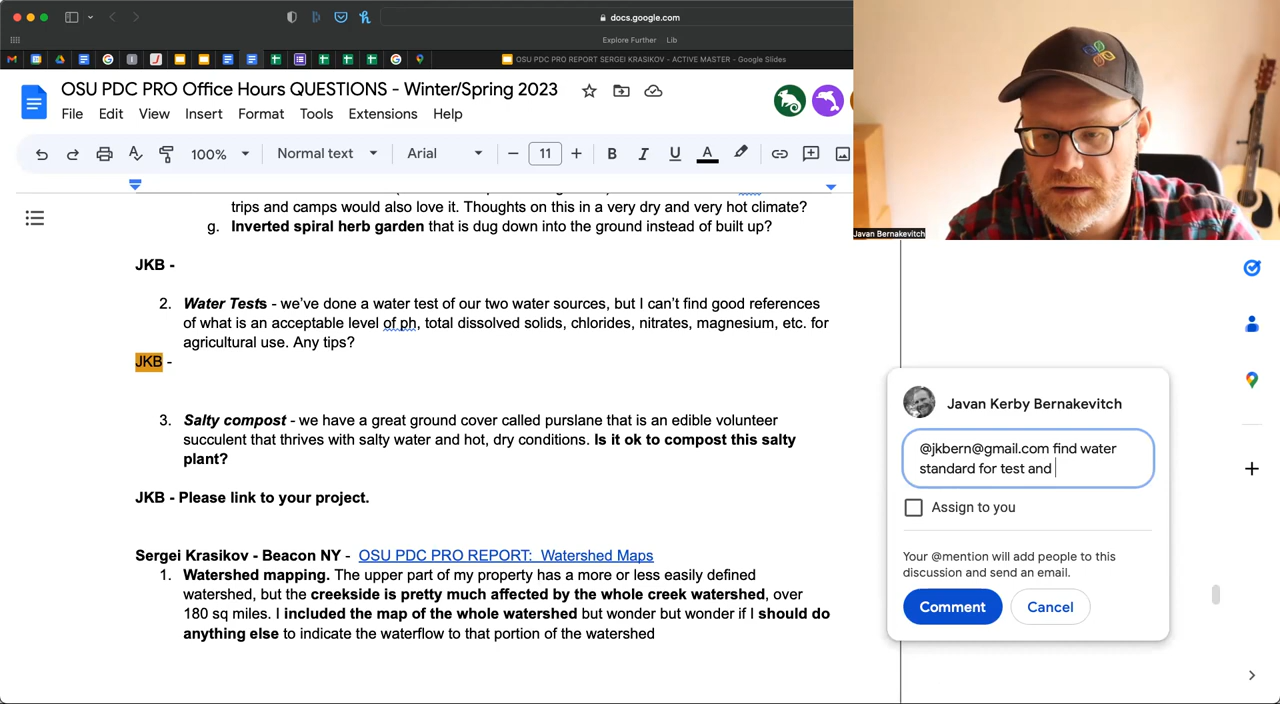 docs.google.com
Explore Further Lib
OSU PDC PRO REPORT SERGEI KRASIKOV - ACTIVE MASTER - Google Slides
OSU PDC PRO Office Hours QUESTIONS - Winter/Spring 2023
File Edit View Insert Format Tools Extensions Help
100% Normal text Arial 11 B I U A
trips and camps would also love it. Thoughts on this in a very dry and very hot climate?
g. Inverted spiral herb garden that is dug down into the ground instead of built up?
JKB -
2. Water Tests - we've done a water test of our two water sources, but I can't find good references
of what is an acceptable level of ph, total dissolved solids, chlorides, nitrates, magnesium, etc. for
agricultural use. Any tips?
JKB -
3. Salty compost - we have a great ground cover called purslane that is an edible volunteer
succulent that thrives with salty water and hot, dry conditions. Is it ok to compost this salty
plant?
JKB - Please link to your project.
Sergei Krasikov - Beacon NY - OSU PDC PRO REPORT: Watershed Maps
1. Watershed mapping. The upper part of my property has a more or less easily defined
watershed, but the creekside is pretty much affected by the whole creek watershed, over
180 sq miles. I included the map of the whole watershed but wonder but wonder if I should do
anything else to indicate the waterflow to that portion of the watershed
Javan Bernakevitch
Javan Kerby Bernakevitch
@jkbern@gmail.com find water
standard for test and
Assign to you
Your @mention will add people to this
discussion and send an email.
Comment Cancel